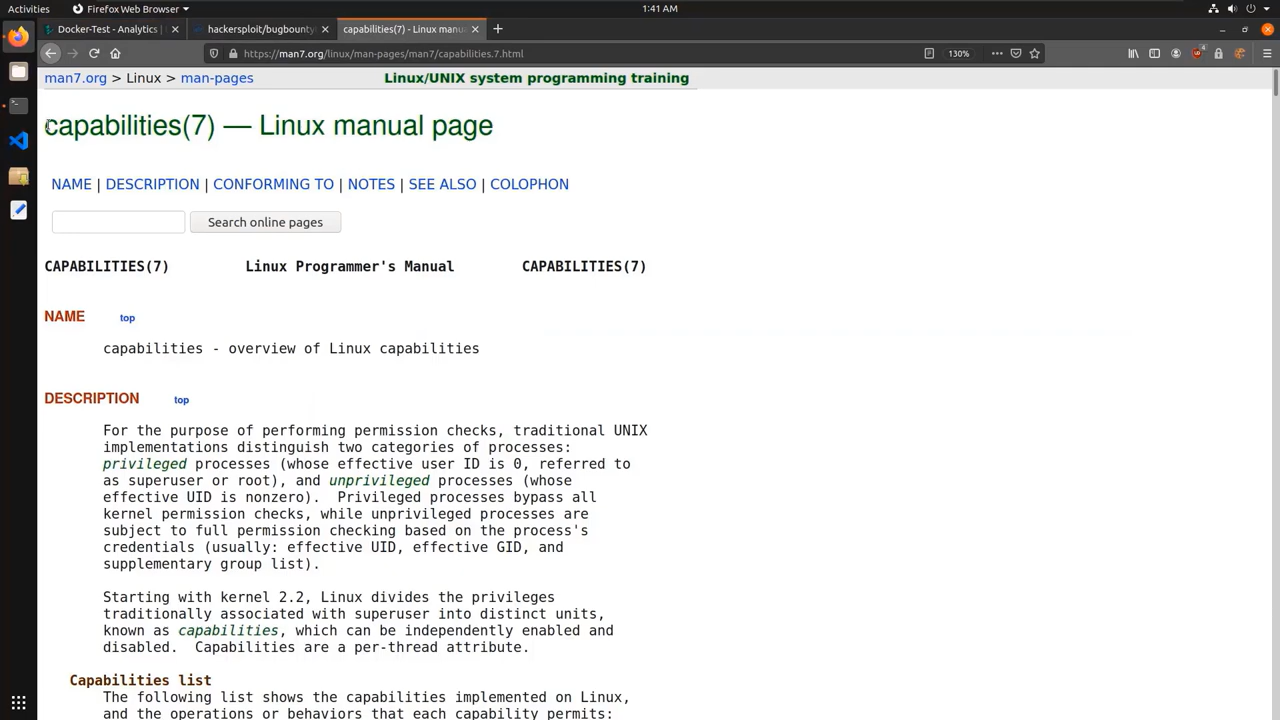 Activities
Firefox Web Browser
1:41 AM
Docker-Test - Analytics |
hackersploit/bugbounty
capabilities(7) - Linux manu
https://man7.org/linux/man-pages/man7/capabilities.7.html
130%
man7.org > Linux > man-pages
Linux/UNIX system programming training
capabilities(7) — Linux manual page
NAME | DESCRIPTION | CONFORMING TO | NOTES | SEE ALSO | COLOPHON
Search online pages
CAPABILITIES(7) Linux Programmer's Manual CAPABILITIES(7)
NAME top
capabilities - overview of Linux capabilities
DESCRIPTION top
For the purpose of performing permission checks, traditional UNIX
implementations distinguish two categories of processes:
privileged processes (whose effective user ID is 0, referred to
as superuser or root), and unprivileged processes (whose
effective UID is nonzero). Privileged processes bypass all
kernel permission checks, while unprivileged processes are
subject to full permission checking based on the process's
credentials (usually: effective UID, effective GID, and
supplementary group list).
Starting with kernel 2.2, Linux divides the privileges
traditionally associated with superuser into distinct units,
known as capabilities, which can be independently enabled and
disabled. Capabilities are a per-thread attribute.
Capabilities list
The following list shows the capabilities implemented on Linux,
and the operations or behaviors that each capability permits: